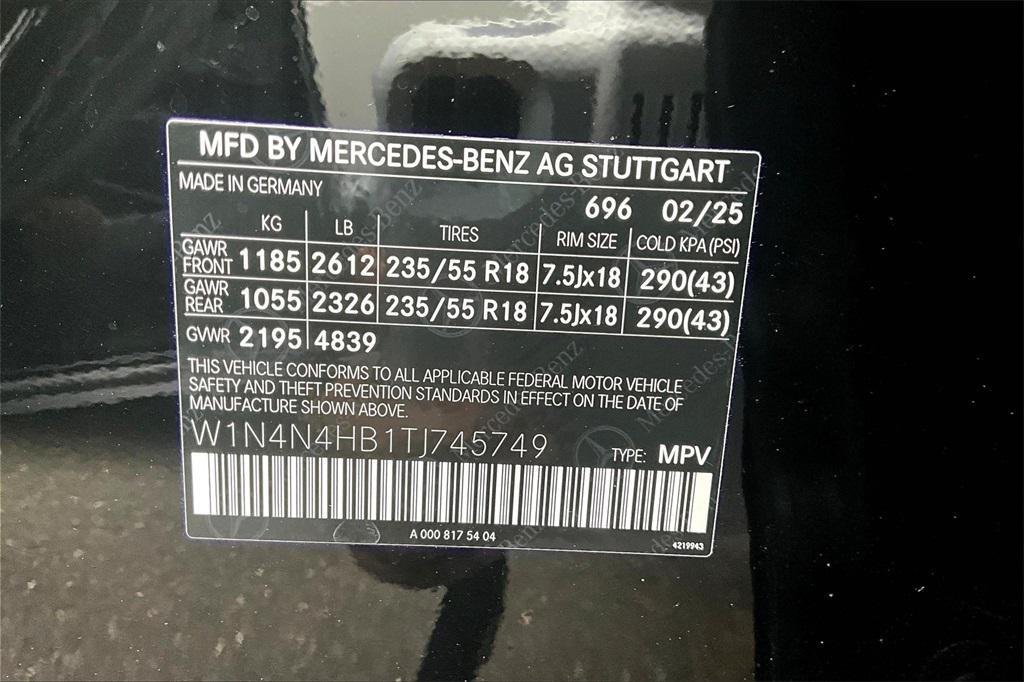 MFD BY MERCEDES-BENZ AG STUTTGART
MADE IN GERMANY
696 02/25
KG LB TIRES RIM SIZE COLD KPA (PSI)
GAWR FRONT 1185 2612 235/55 R18 7.5Jx18 290(43)
GAWR REAR 1055 2326 235/55 R18 7.5Jx18 290(43)
GVWR 2195 4839
THIS VEHICLE CONFORMS TO ALL APPLICABLE FEDERAL MOTOR VEHICLE
SAFETY AND THEFT PREVENTION STANDARDS IN EFFECT ON THE DATE OF
MANUFACTURE SHOWN ABOVE.
W1N4N4HB1TJ745749 TYPE: MPV
A 000 817 54 04
4219943